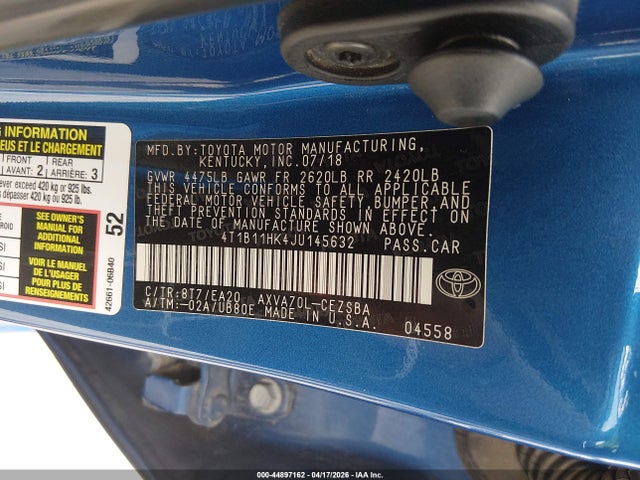 NG INFORMATION
EUS ET LE CHARGEMENT
FRONT
AVANT: 2
REAR
ARRIÈRE: 3
never exceed 420 kg or 925 lbs.
dépasser 420 kg ou 925 lb.
SEE OWNER'S
MANUAL FOR
ADDITIONAL
INFORMATION
VOIR LE MANUEL
DE L'USAGER
POUR PLUS DE
RENSEIGNEMENTS
52
42661-06B40
MFD.BY:TOYOTA MOTOR MANUFACTURING,
KENTUCKY,INC.07/18
GVWR 4475LB GAWR FR 2620LB RR 2420LB
THIS VEHICLE CONFORMS TO ALL APPLICABLE
FEDERAL MOTOR VEHICLE SAFETY,BUMPER,AND
THEFT PREVENTION STANDARDS IN EFFECT ON
THE DATE OF MANUFACTURE SHOWN ABOVE.
4T1B11HK4JU145632 PASS.CAR
C/TR:8T7/EA20 AXVA70L-CEZSBA
A/TM:-02A/UB80E MADE IN U.S.A.
04558
TOYOTA
000-44897162 | 04/17/2026 | IAA Inc.